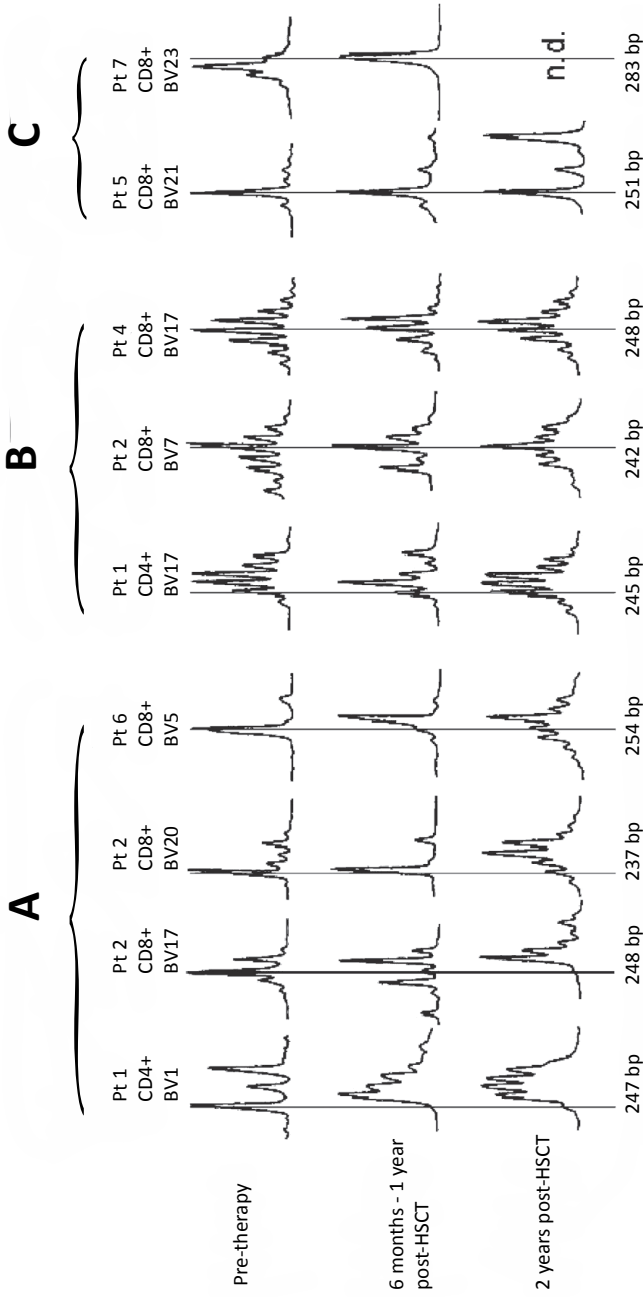 A
B
C
Pt 1
CD4+
BV1
Pt 2
CD8+
BV17
Pt 2
CD8+
BV20
Pt 6
CD8+
BV5
Pt 1
CD4+
BV17
Pt 2
CD8+
BV7
Pt 4
CD8+
BV17
Pt 5
CD8+
BV21
Pt 7
CD8+
BV23
Pre-therapy
6 months - 1 year
post-HSCT
2 years post-HSCT
n.d.
247 bp
248 bp
237 bp
254 bp
245 bp
242 bp
248 bp
251 bp
283 bp